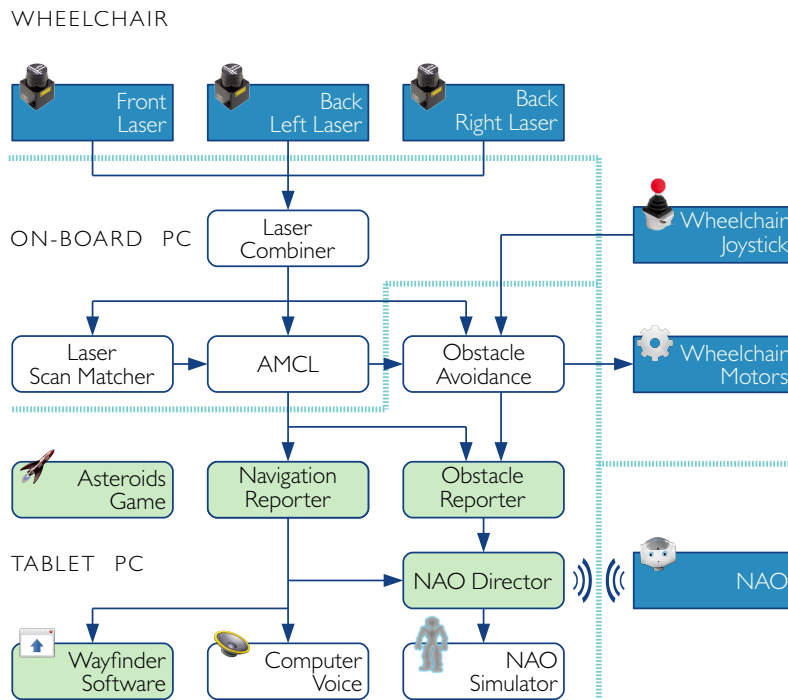 WHEELCHAIR
Front
Laser
Back
Left Laser
Back
Right Laser
ON-BOARD PC
Laser
Combiner
Wheelchair
Joystick
Laser
Scan Matcher
AMCL
Obstacle
Avoidance
Wheelchair
Motors
Asteroids
Game
Navigation
Reporter
Obstacle
Reporter
TABLET PC
NAO Director
NAO
Wayfinder
Software
Computer
Voice
NAO
Simulator